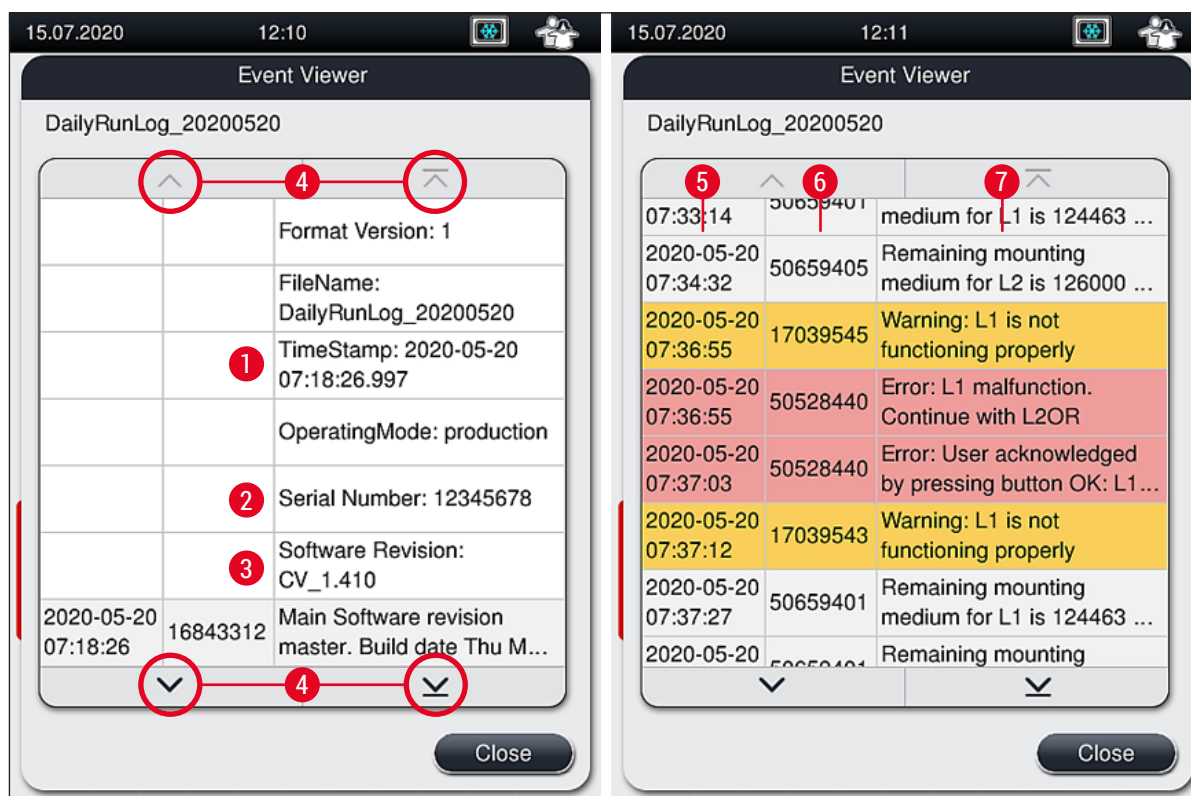 15.07.2020 12:10
Event Viewer
DailyRunLog_20200520
4
Format Version: 1
FileName:
DailyRunLog_20200520
1
TimeStamp: 2020-05-20
07:18:26.997
OperatingMode: production
2
Serial Number: 12345678
3
Software Revision:
CV_1.410
2020-05-20
07:18:26
16843312
Main Software revision
master. Build date Thu M...
4
Close
15.07.2020 12:11
Event Viewer
DailyRunLog_20200520
5 6 7
07:33:14
50659401
medium for L1 is 124463 ...
2020-05-20
07:34:32
50659405
Remaining mounting
medium for L2 is 126000 ...
2020-05-20
07:36:55
17039545
Warning: L1 is not
functioning properly
2020-05-20
07:36:55
50528440
Error: L1 malfunction.
Continue with L2OR
2020-05-20
07:37:03
50528440
Error: User acknowledged
by pressing button OK: L1...
2020-05-20
07:37:12
17039543
Warning: L1 is not
functioning properly
2020-05-20
07:37:27
50659401
Remaining mounting
medium for L1 is 124463 ...
2020-05-20
Remaining mounting
Close